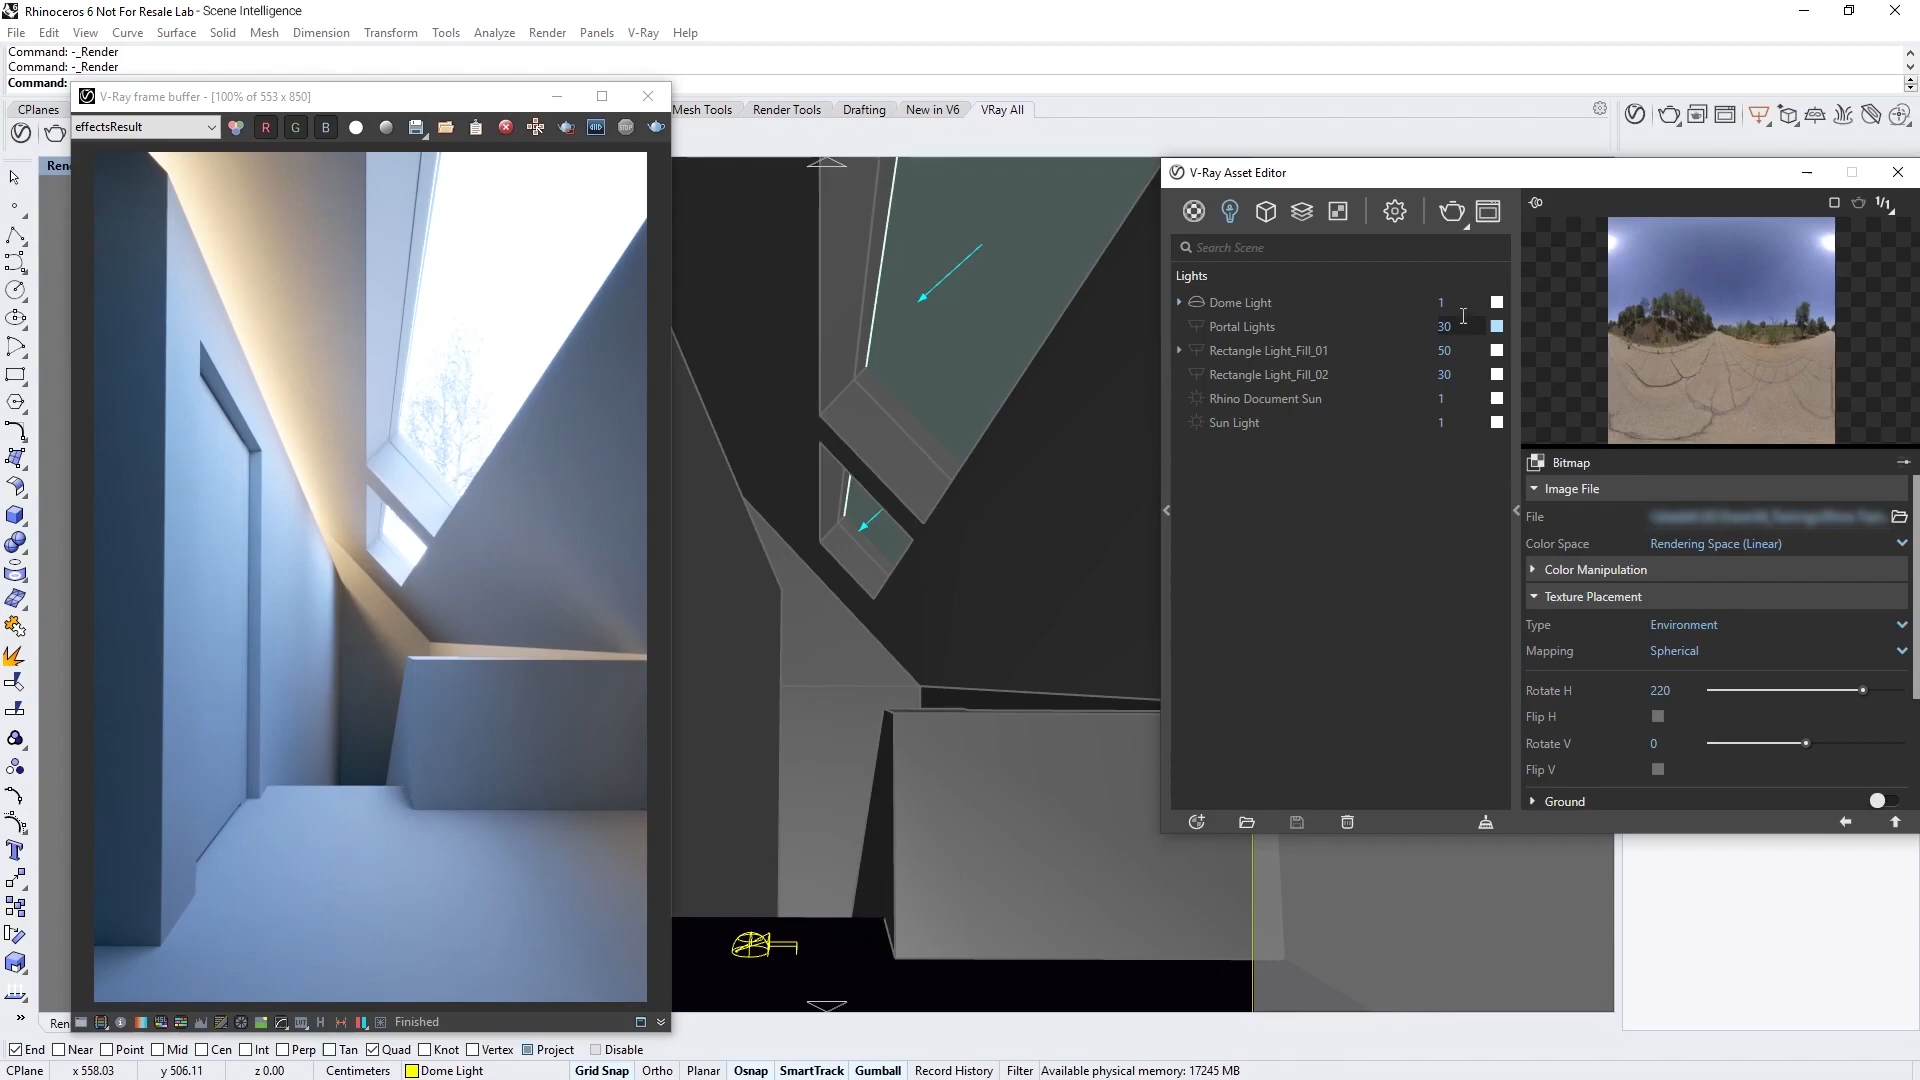 Rhinoceros 6 Not For Resale Lab - Scene Intelligence
File Edit View Curve Surface Solid Mesh Dimension Transform Tools Analyze Render Panels V-Ray Help
Command: -_Render
Command: -_Render
Command:
V-Ray frame buffer - [100% of 553 x 850]
CPlanes
Mesh Tools Render Tools Drafting New in V6 VRay All
effectsResult
R G B
STOP
Ren
V-Ray Asset Editor
1/1
Search Scene
Lights
Dome Light 1
Portal Lights 30
Rectangle Light_Fill_01 50
Rectangle Light_Fill_02 30
Rhino Document Sun 1
Sun Light 1
Bitmap
Image File
File
Color Space Rendering Space (Linear)
Color Manipulation
Texture Placement
Type Environment
Mapping Spherical
Rotate H 220
Flip H
Rotate V 0
Flip V
Ground
Ren
H
Finished
End Near Point Mid Cen Int Perp Tan Quad Knot Vertex Project Disable
CPlane x 558.03 y 506.11 z 0.00 Centimeters Dome Light Grid Snap Ortho Planar Osnap SmartTrack Gumball Record History Filter Available physical memory: 17245 MB